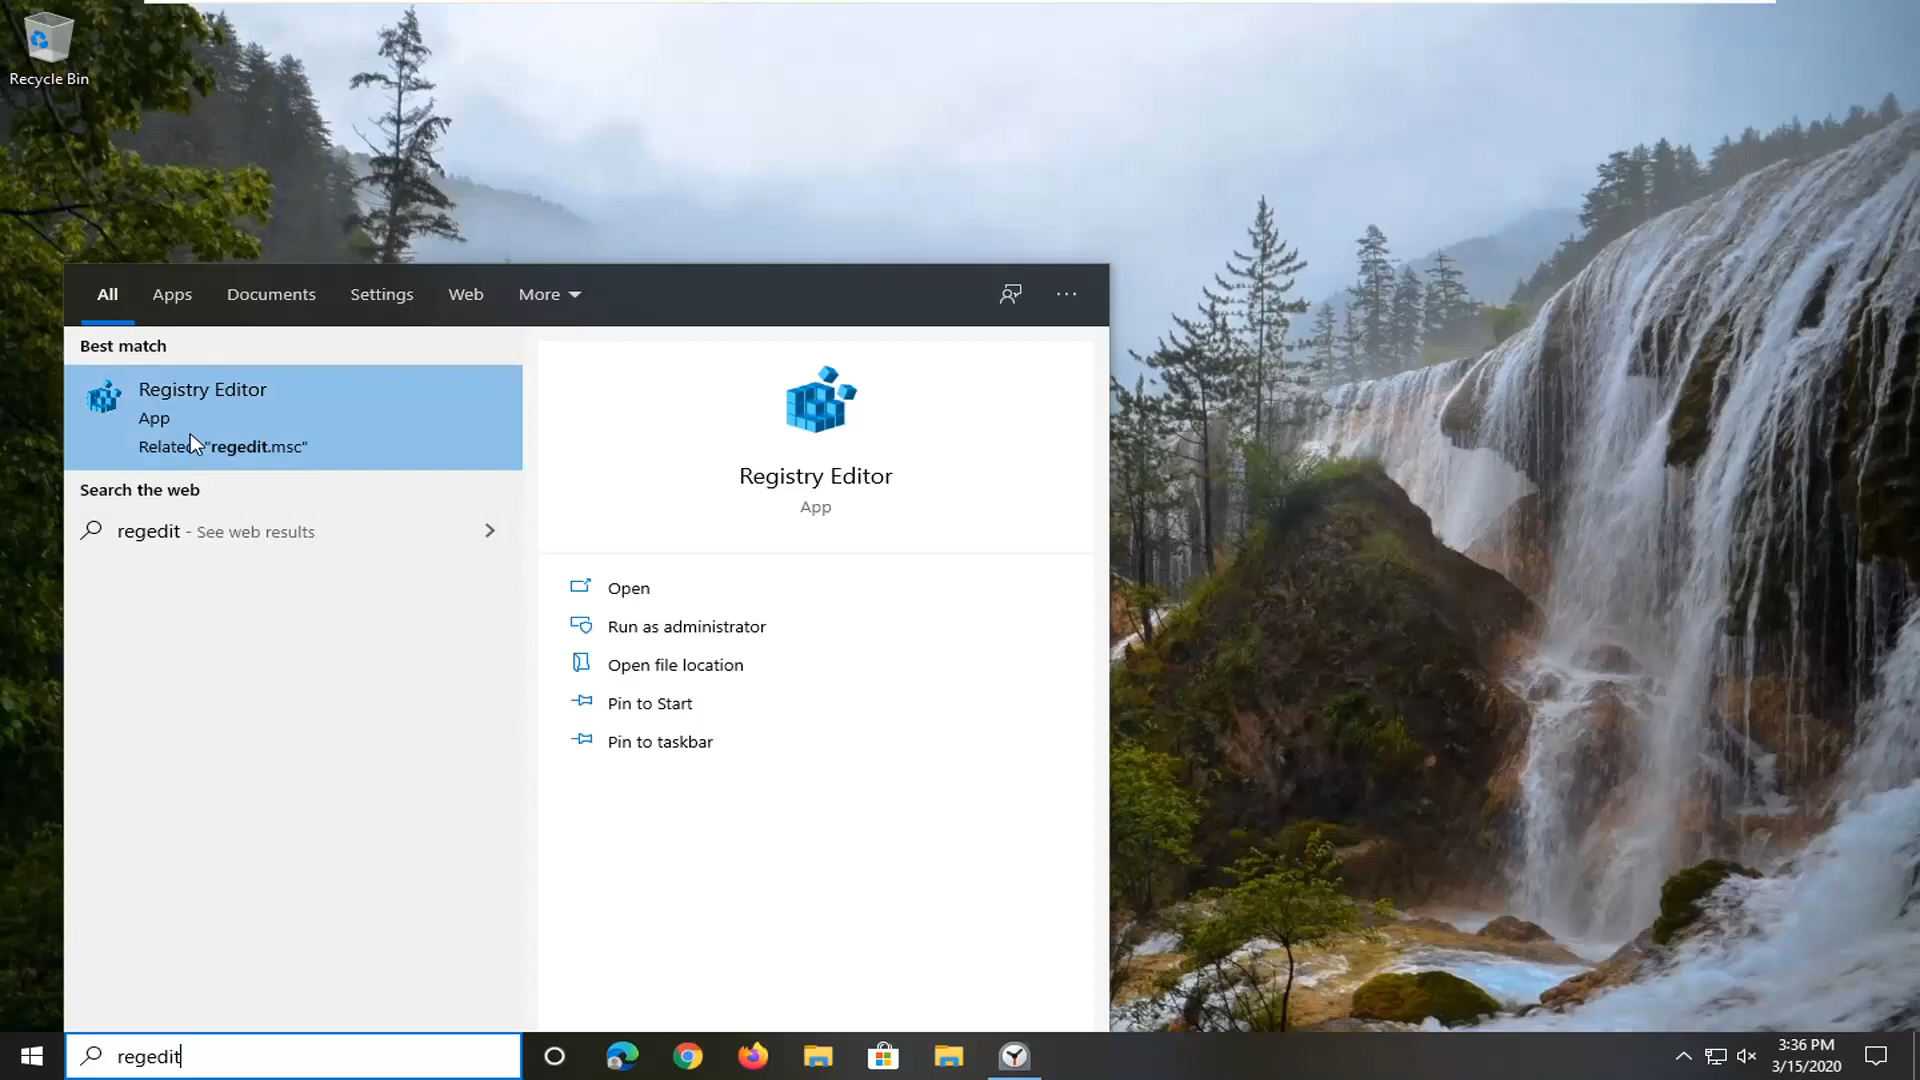 Recycle Bin
All Apps Documents Settings Web More
Best match
Registry Editor
App
Related: "regedit.msc"
Search the web
regedit - See web results
Registry Editor
App
Open
Run as administrator
Open file location
Pin to Start
Pin to taskbar
regedit
3:36 PM
3/15/2020